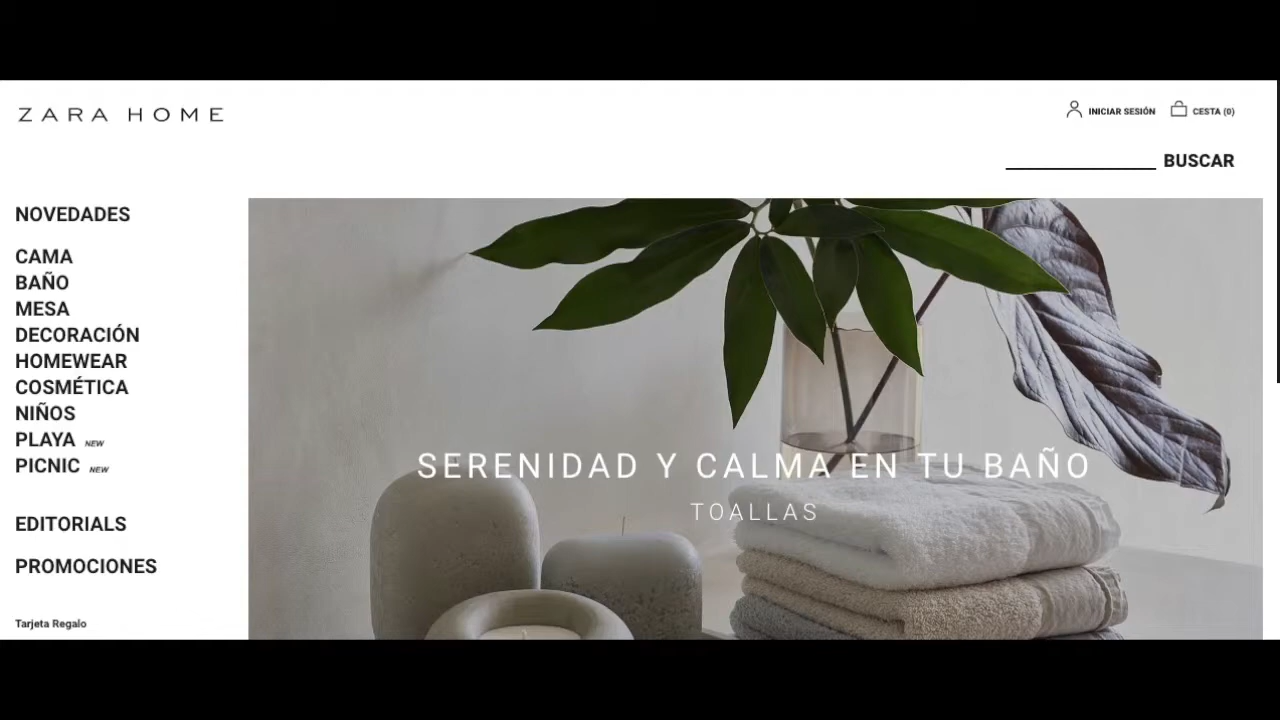 ZARA HOME
INICIAR SESIÓN
CESTA (0)
BUSCAR
NOVEDADES
CAMA
BAÑO
MESA
DECORACIÓN
HOMEWEAR
COSMÉTICA
NIÑOS
PLAYA NEW
PICNIC NEW
EDITORIALS
PROMOCIONES
Tarjeta Regalo
SERENIDAD Y CALMA EN TU BAÑO
TOALLAS